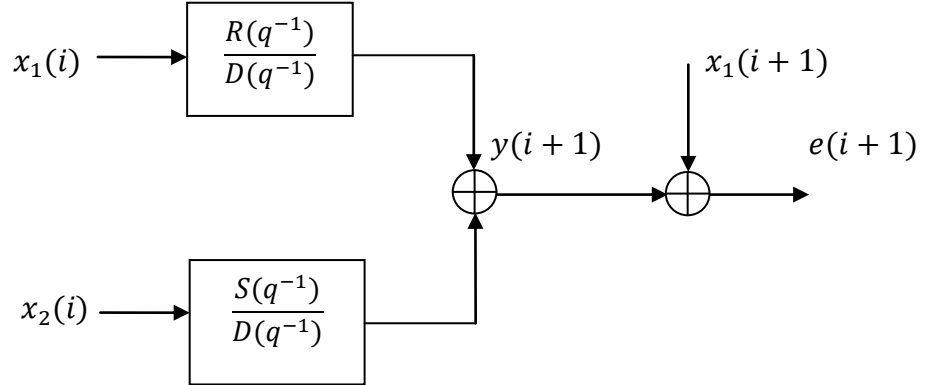 x₁(i)
R(q⁻¹)
D(q⁻¹)
x₁(i + 1)
y(i + 1)
e(i + 1)
x₂(i)
S(q⁻¹)
D(q⁻¹)